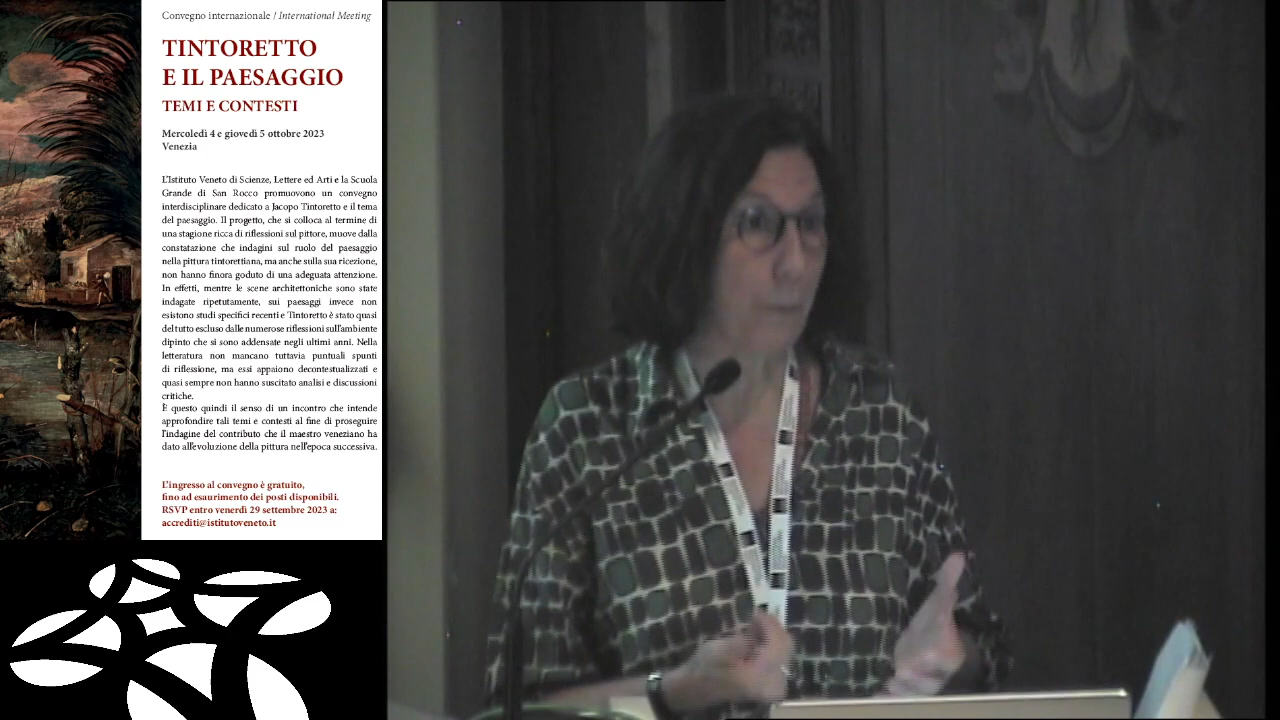 Convegno internazionale / International Meeting
TINTORETTO
E IL PAESAGGIO
TEMI E CONTESTI
Mercoledì 4 e giovedì 5 ottobre 2023
Venezia
L'Istituto Veneto di Scienze, Lettere ed Arti e la Scuola
Grande di San Rocco promuovono un convegno
interdisciplinare dedicato a Jacopo Tintoretto e il tema
del paesaggio. Il progetto, che si colloca al termine di
una stagione ricca di riflessioni sul pittore, muove dalla
constatazione che indagini sul ruolo del paesaggio
nella pittura tintorettiana, ma anche sulla sua ricezione,
non hanno finora goduto di una adeguata attenzione.
In effetti, mentre le scene architettoniche sono state
indagate ripetutamente, sui paesaggi invece non
esistono studi specifici recenti e Tintoretto è stato quasi
del tutto escluso dalle numerose riflessioni sull'ambiente
dipinto che si sono addensate negli ultimi anni. Nella
letteratura non mancano tuttavia puntuali spunti
di riflessione, ma essi appaiono decontestualizzati e
quasi sempre non hanno suscitato analisi e discussioni
critiche.
È questo quindi il senso di un incontro che intende
approfondire tali temi e contesti al fine di proseguire
l'indagine del contributo che il maestro veneziano ha
dato all'evoluzione della pittura nell'epoca successiva.
L'ingresso al convegno è gratuito,
fino ad esaurimento dei posti disponibili.
RSVP entro venerdì 29 settembre 2023 a:
accrediti@istitutoveneto.it